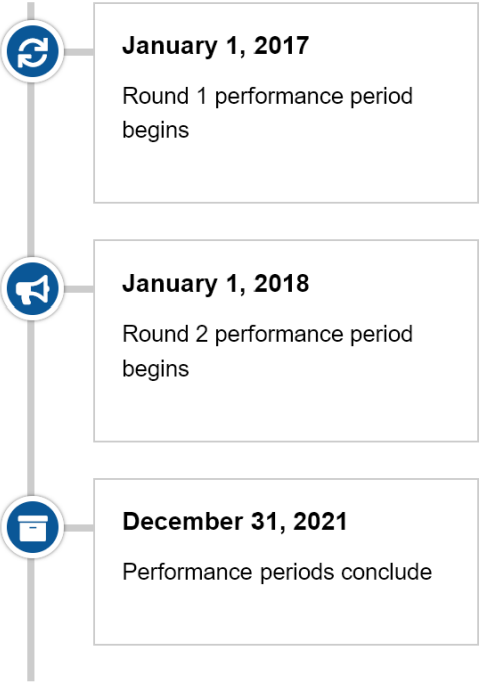 January 1, 2017
Round 1 performance period
begins
January 1, 2018
Round 2 performance period
begins
December 31, 2021
Performance periods conclude